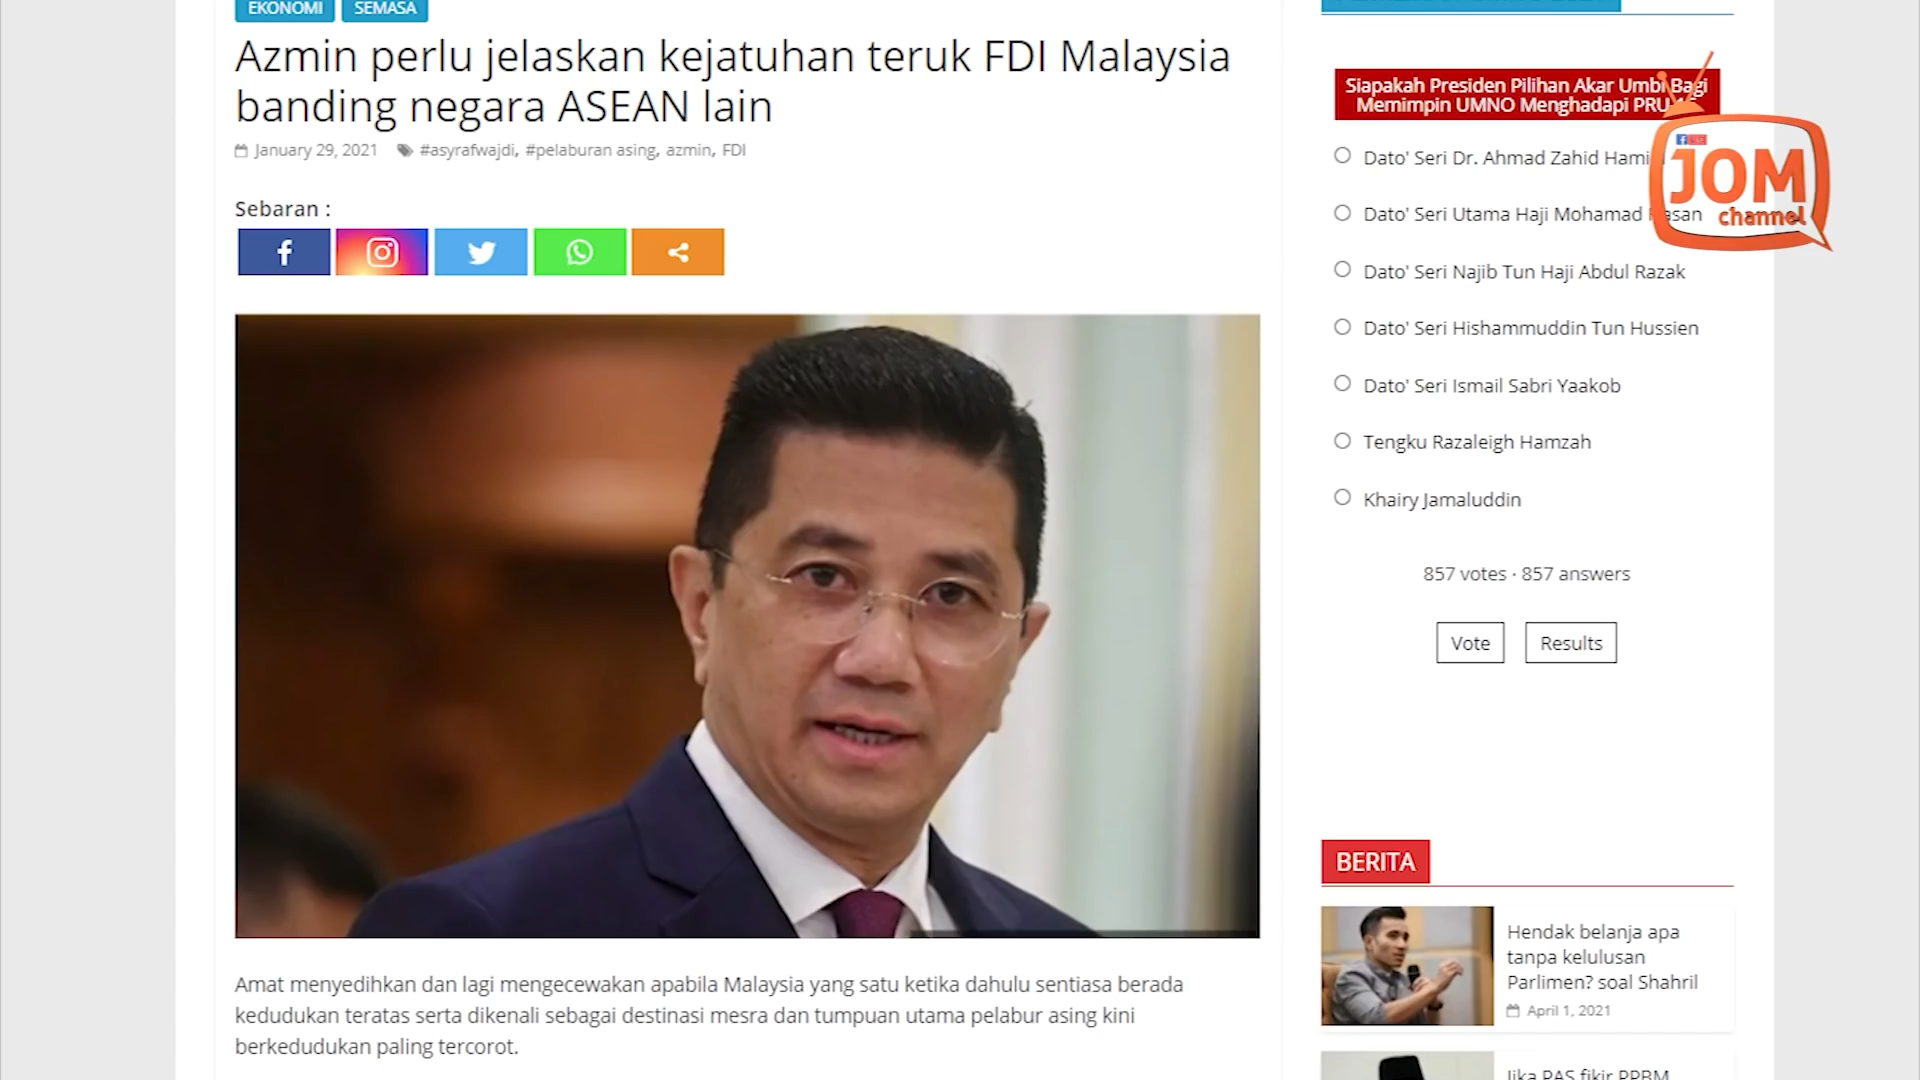 EKONOMI
SEMASA
Azmin perlu jelaskan kejatuhan teruk FDI Malaysia
banding negara ASEAN lain
January 29, 2021
#asyrafwajdi, #pelaburan asing, azmin, FDI
Sebaran :
Amat menyedihkan dan lagi mengecewakan apabila Malaysia yang satu ketika dahulu sentiasa berada
kedudukan teratas serta dikenali sebagai destinasi mesra dan tumpuan utama pelabur asing kini
berkedudukan paling tercorot.
Siapakah Presiden Pilihan Akar Umbi Bagi
Memimpin UMNO Menghadapi
JOM
channel
Dato' Seri Dr. Ahmad Zahid
Dato' Seri Utama Haji Mohamad
Dato' Seri Najib Tun Haji Abdul Razak
Dato' Seri Hishammuddin Tun Hussien
Dato' Seri Ismail Sabri Yaakob
Tengku Razaleigh Hamzah
Khairy Jamaluddin
857 votes · 857 answers
Vote
Results
BERITA
Hendak belanja apa
tanpa kelulusan
Parlimen? soal Shahril
April 1, 2021
Jika PAS fikir PPBM